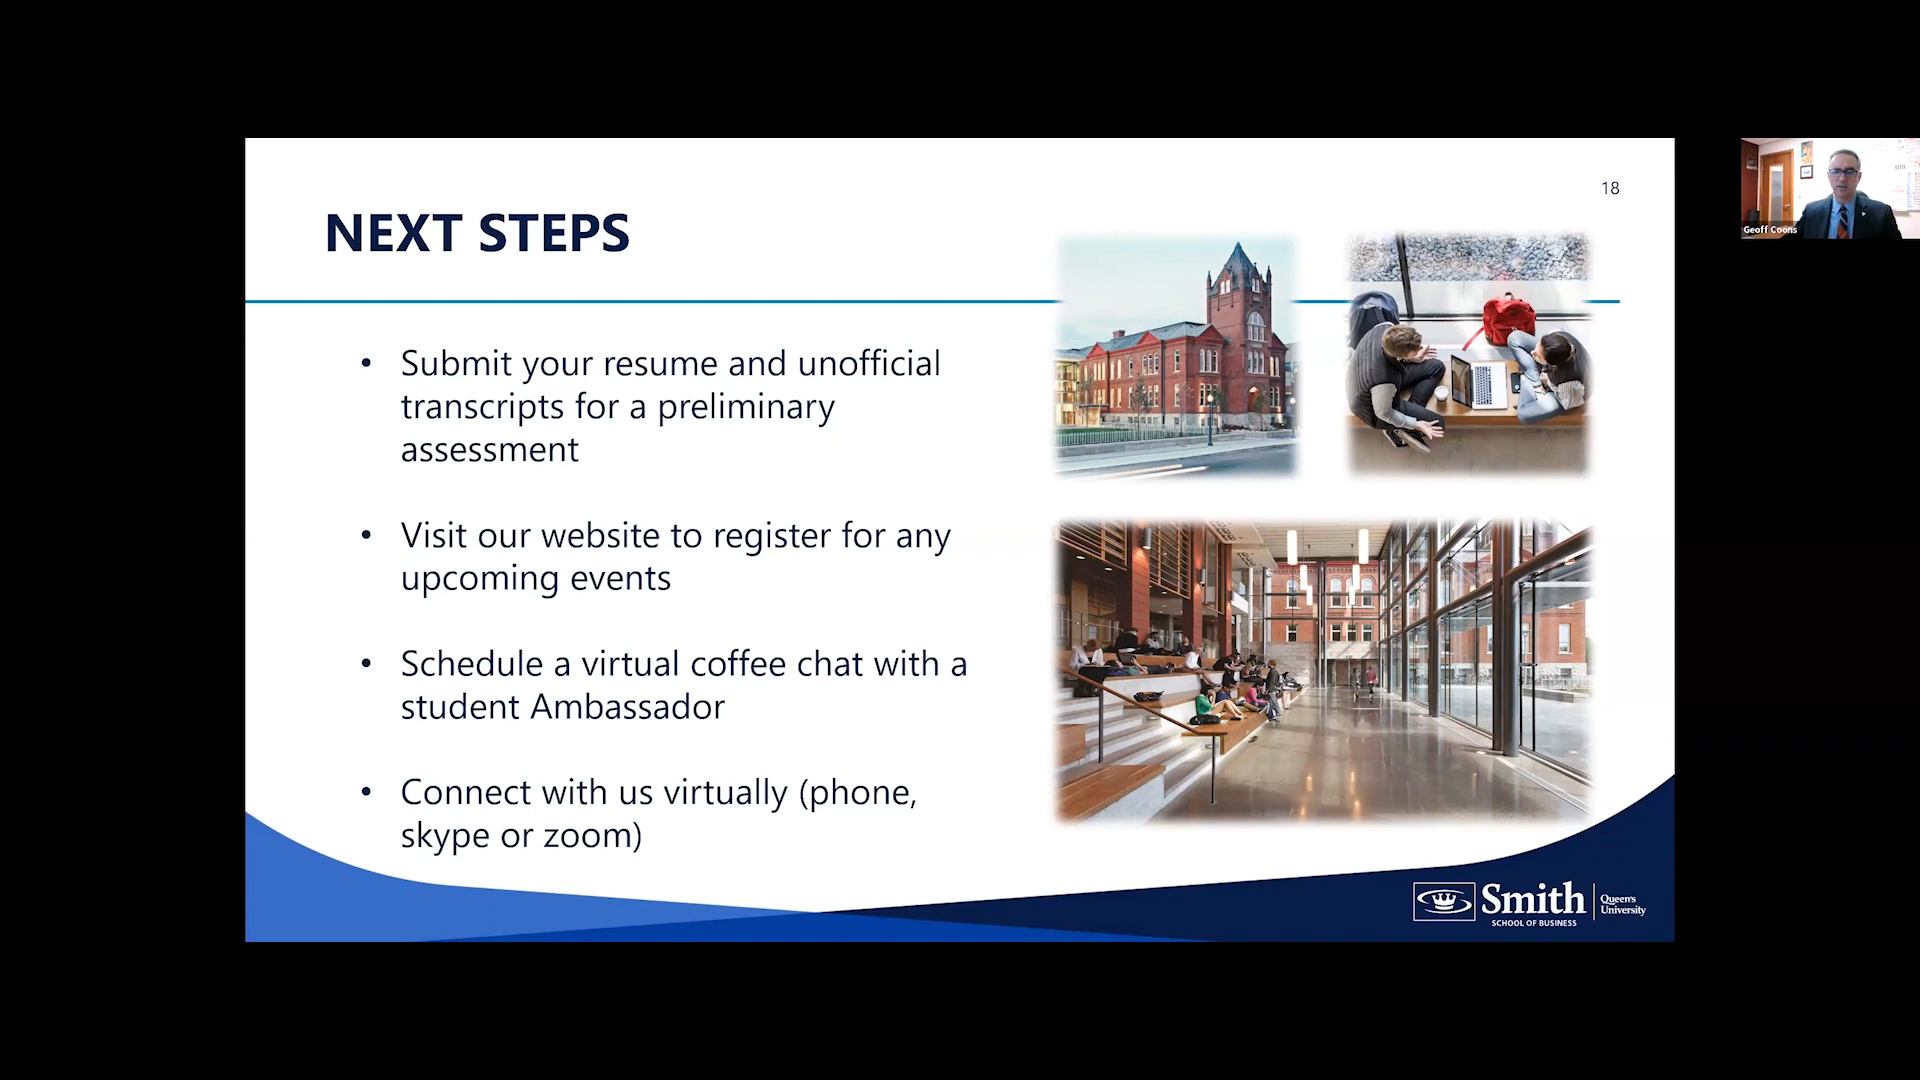 18
Geoff Coons
NEXT STEPS
• Submit your resume and unofficial
transcripts for a preliminary
assessment
• Visit our website to register for any
upcoming events
• Schedule a virtual coffee chat with a
student Ambassador
• Connect with us virtually (phone,
skype or zoom)
Smith
SCHOOL OF BUSINESS
Queen's
University